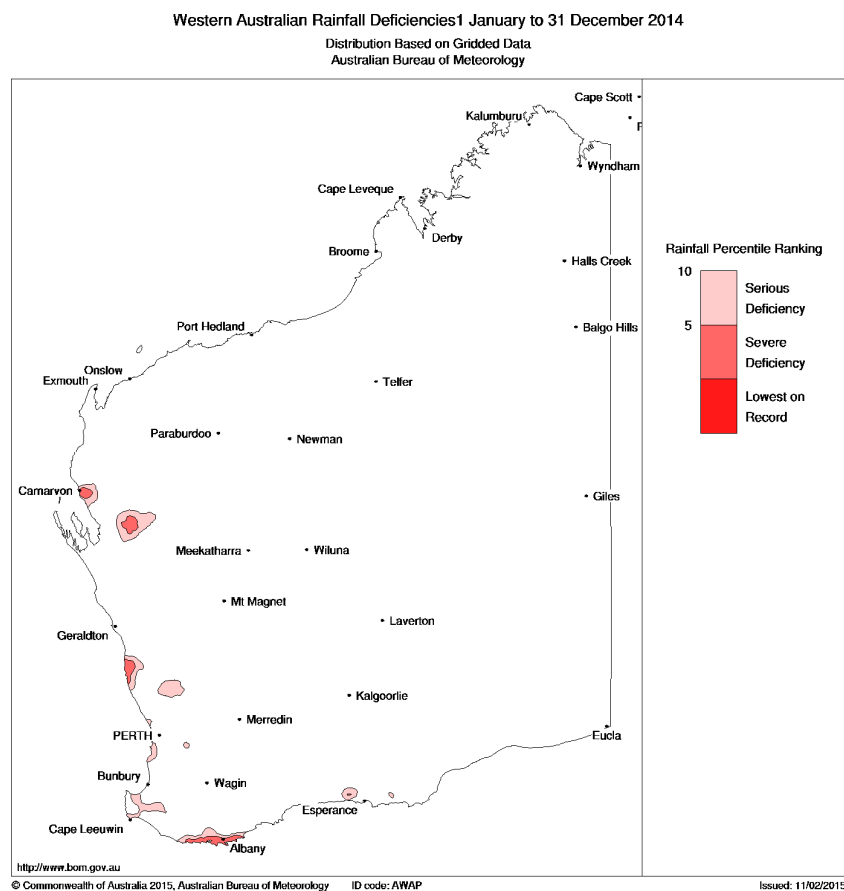 Western Australian Rainfall Deficiencies1 January to 31 December 2014
Distribution Based on Gridded Data
Australian Bureau of Meteorology
Cape Scott
Kalumburu
F
Wyndham
Cape Leveque
Derby
Broome
Halls Creek
Rainfall Percentile Ranking
10
Serious
Deficiency
5
Severe
Deficiency
Lowest on
Record
Port Hedland
Balgo Hills
Onslow
Exmouth
Telfer
Paraburdoo
Newman
Carnarvon
Giles
Meekatharra
Wiluna
Mt Magnet
Laverton
Geraldton
Kalgoorlie
Merredin
PERTH
Eucla
Bunbury
Wagin
Esperance
Cape Leeuwin
Albany
http://www.bom.gov.au
© Commonwealth of Australia 2015, Australian Bureau of Meteorology ID code: AWAP Issued: 11/02/2015